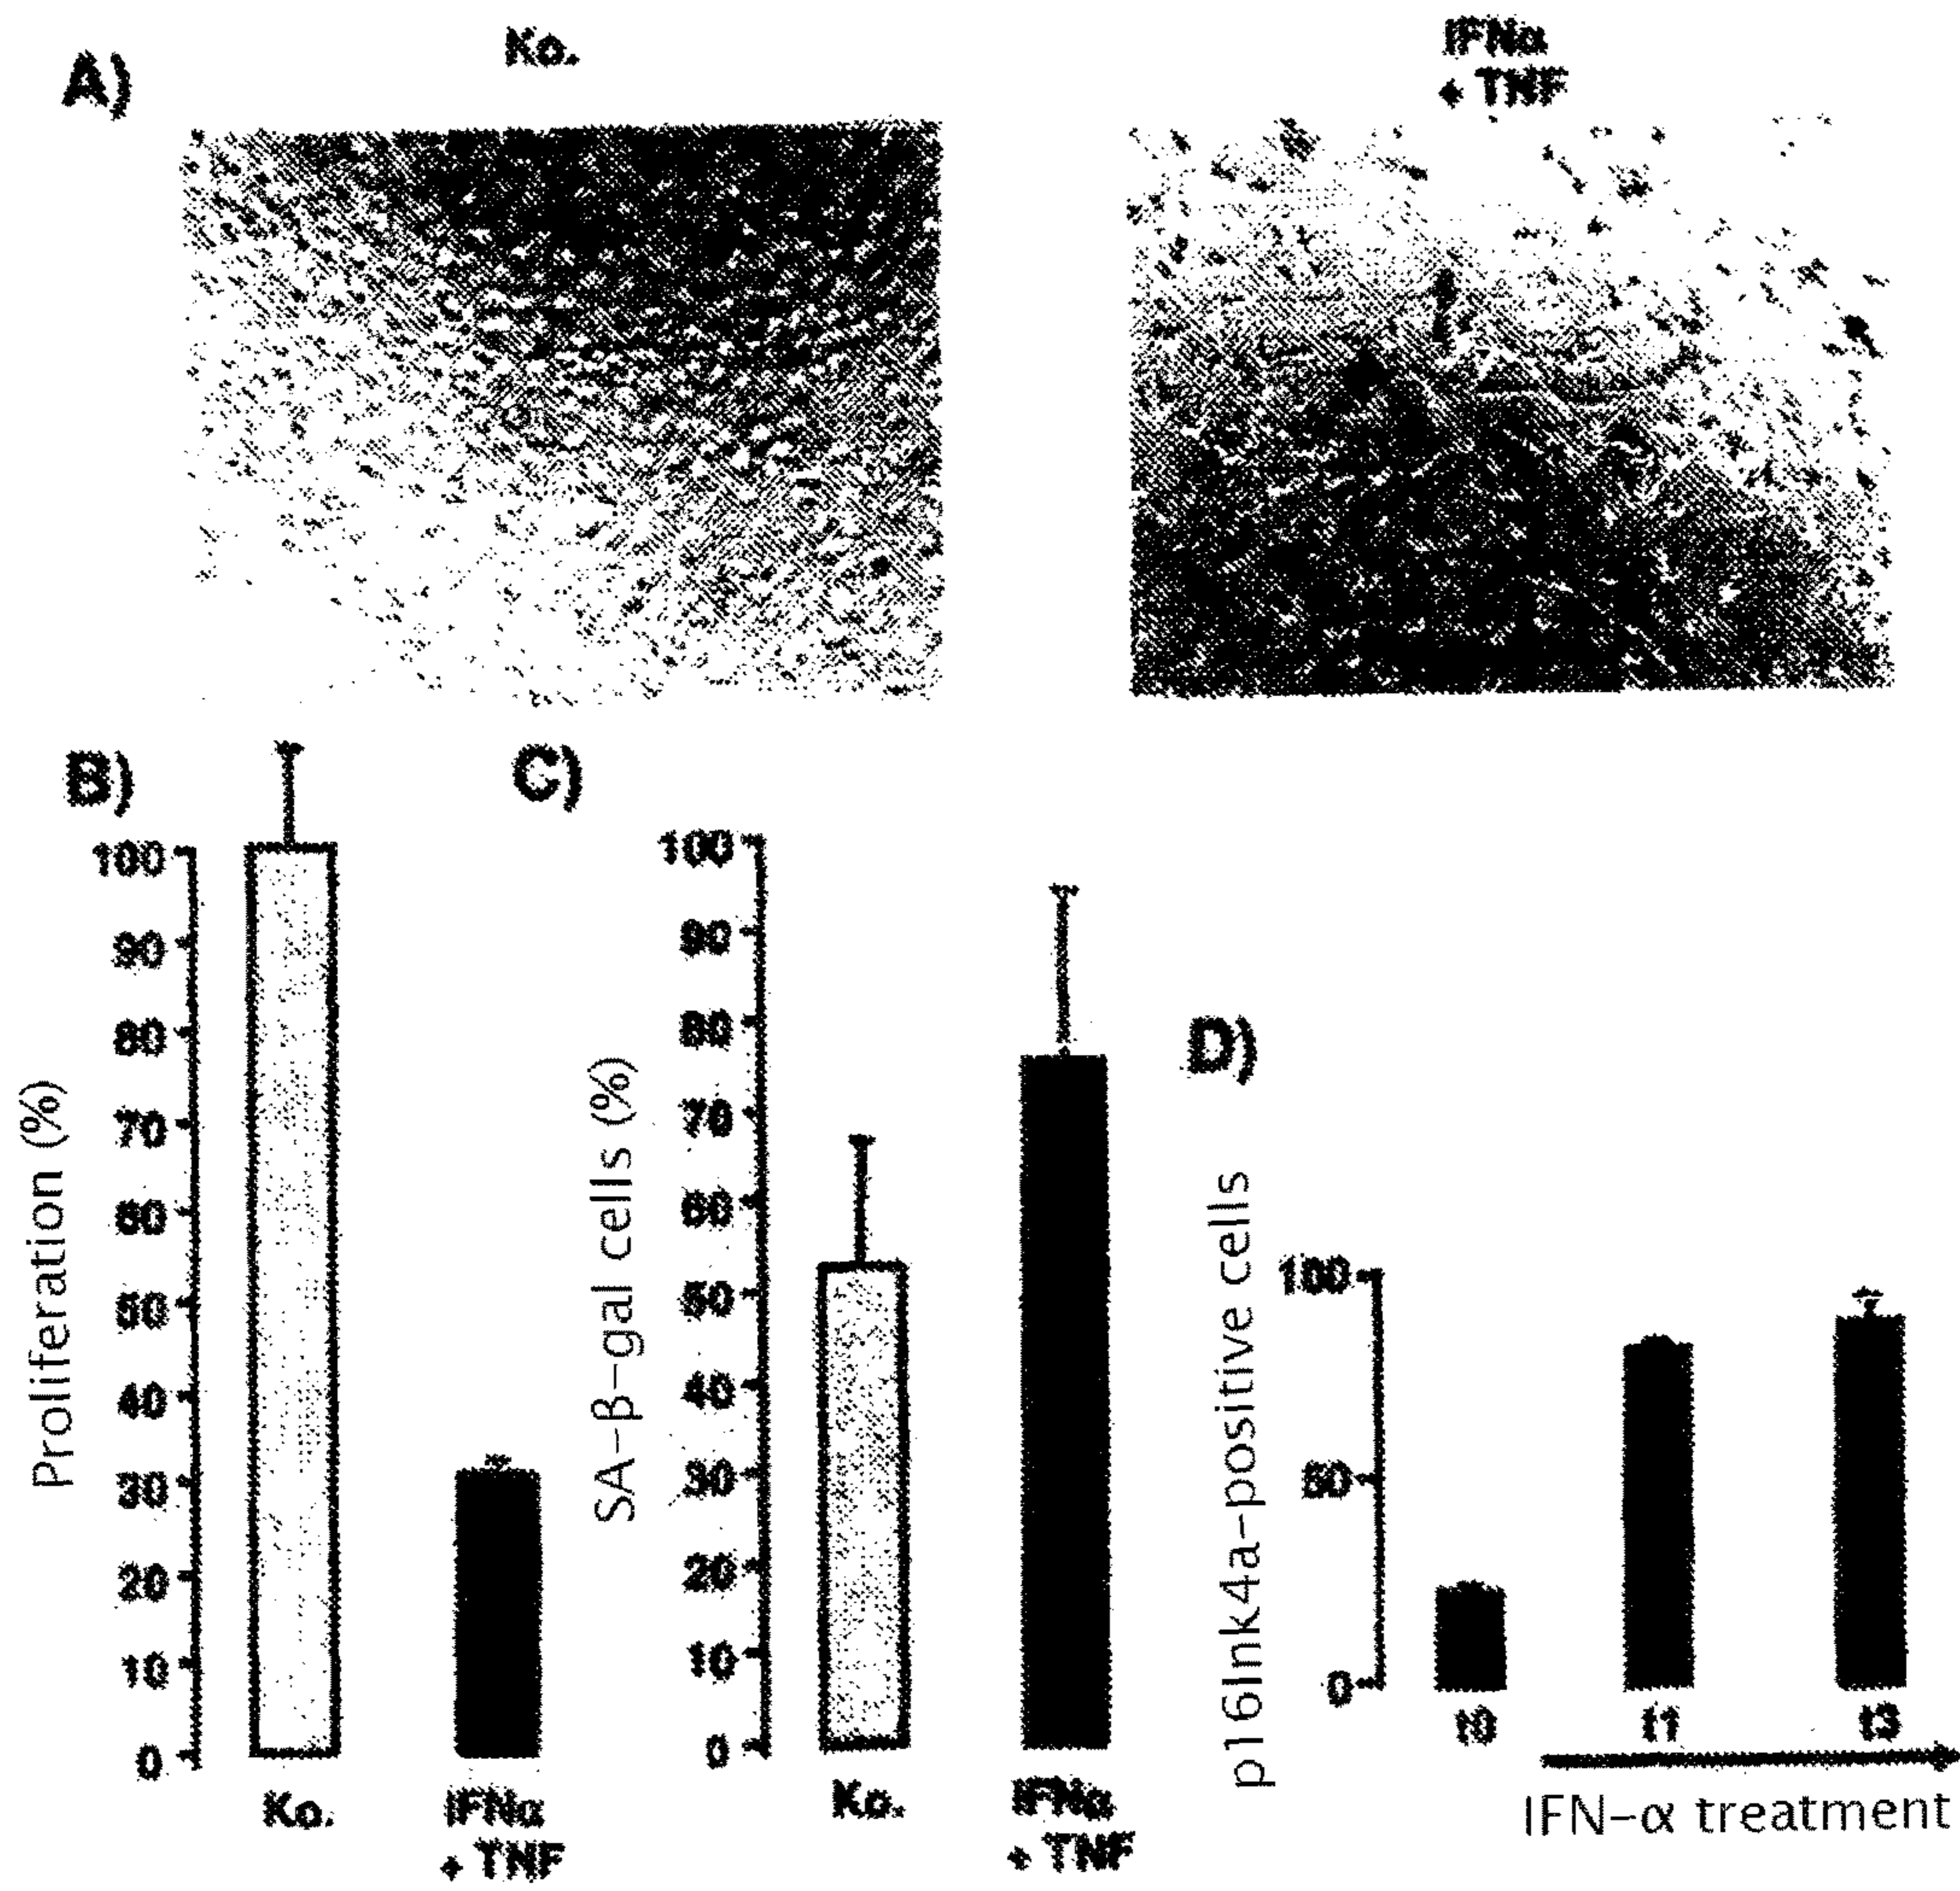 A)
Ko.
IFNα
+ TNF
B)
Proliferation (%)
100
90
80
70
60
50
40
30
20
10
0
Ko.
IFNα
+ TNF
C)
SA-β-gal cells (%)
100
90
80
70
60
50
40
30
20
10
0
Ko.
IFNα
+ TNF
D)
p16Ink4a-positive cells
100
50
0
t0
t1
t3
IFN-α treatment